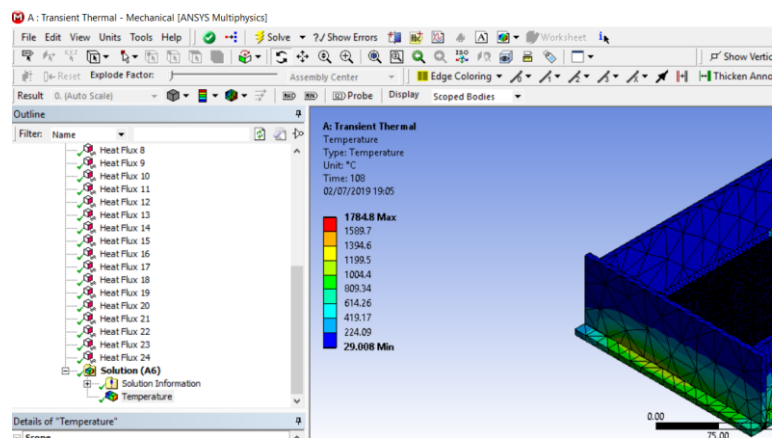 A : Transient Thermal - Mechanical [ANSYS Multiphysics]
File Edit View Units Tools Help Solve ?/ Show Errors A Worksheet
Show Vertic
Reset Explode Factor: Assembly Center Edge Coloring Thicken Anno
Result 0. (Auto Scale) Probe Display Scoped Bodies
Outline
Filter: Name
Heat Flux 8
Heat Flux 9
Heat Flux 10
Heat Flux 11
Heat Flux 12
Heat Flux 13
Heat Flux 14
Heat Flux 15
Heat Flux 16
Heat Flux 17
Heat Flux 18
Heat Flux 19
Heat Flux 20
Heat Flux 21
Heat Flux 22
Heat Flux 23
Heat Flux 24
Solution (A6)
Solution Information
Temperature
Details of "Temperature"
Scope
A: Transient Thermal
Temperature
Type: Temperature
Unit: °C
Time: 108
02/07/2019 19:05
1784.8 Max
1589.7
1394.6
1199.5
1004.4
809.34
614.26
419.17
224.09
29.008 Min
0.00
75.00